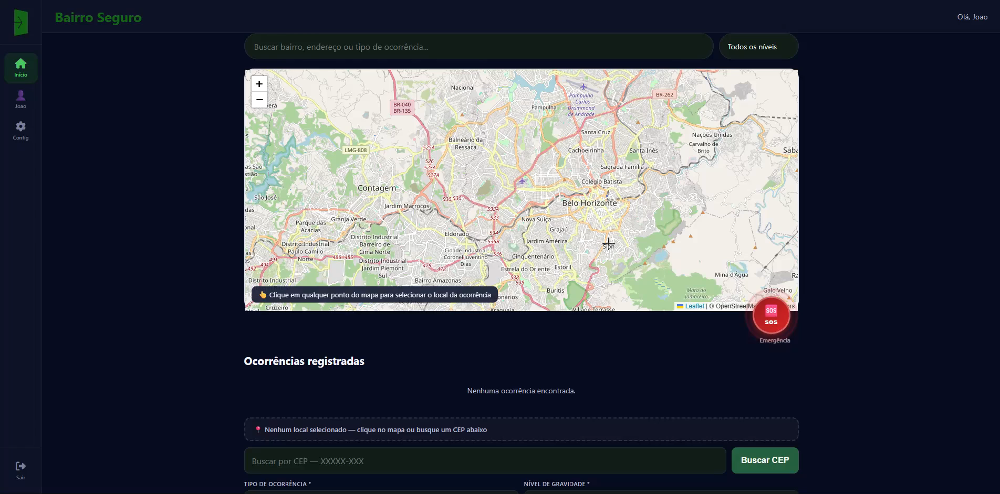 Bairro Seguro
Olá, Joao
Início
Joao
Config
Sair
Buscar bairro, endereço ou tipo de ocorrência...
Todos os níveis
+
−
Nacional
BR-262
Pampulha
- Carlos
Drummond
de Andrade
BR-040
BR-135
Pampulha
Santa Cruz
Nações Unidas
Carvalho de
Brito
Balneário da
Ressaca
525A
LMG-808
Cachoeirinha
Santa Inês
526
527A
527A
Sagrada Família
Colégio Batista
Contagem
São José
530 530
Belo Horizonte
Jardim Marrocos
533A
533
Granja Verde
Nova Suíça
Parque das
Acácias
Grajaú
Eldorado
534
535B
Jardim América
Distrito Industrial
Barreiro de
Cima Norte
Distrito Industrial
Paulo Camilo
Norte
Sion
Cidade Industrial
Coronel Juventino
Dias
536
Cinquentenário
491
486-485
Distrito Industrial
Jardim Piemont
Sul
479
478
492
491
Estrela do Oriente
Estoril
538
538
Mina d'Água
Distrito Industrial
Bairro Amazonas
Buritis
Mata do
Jambreiro
Galo Velho
Cruzeiro
Araguaia
Village Terrasse
👆 Clique em qualquer ponto do mapa para selecionar o local da ocorrência
Leaflet | © OpenStreetMa
SOS
SOS
Emergência
Ocorrências registradas
Nenhuma ocorrência encontrada.
📍 Nenhum local selecionado — clique no mapa ou busque um CEP abaixo
Buscar por CEP — XXXXX-XXX
Buscar CEP
TIPO DE OCORRÊNCIA *
NÍVEL DE GRAVIDADE *